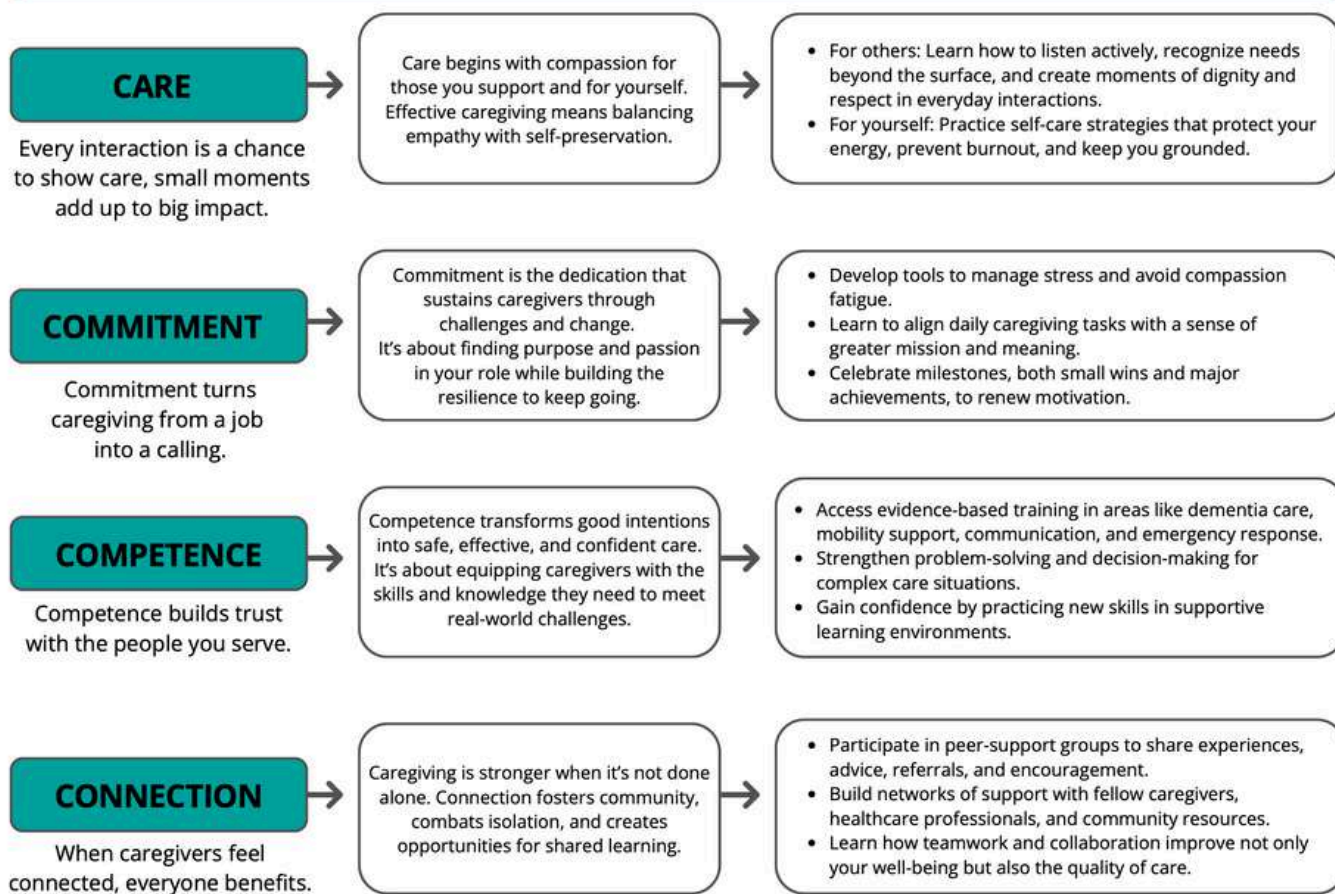 CARE
Every interaction is a chance
to show care, small moments
add up to big impact.
Care begins with compassion for
those you support and for yourself.
Effective caregiving means balancing
empathy with self-preservation.
• For others: Learn how to listen actively, recognize needs
beyond the surface, and create moments of dignity and
respect in everyday interactions.
• For yourself: Practice self-care strategies that protect your
energy, prevent burnout, and keep you grounded.
COMMITMENT
Commitment turns
caregiving from a job
into a calling.
Commitment is the dedication that
sustains caregivers through
challenges and change.
It's about finding purpose and passion
in your role while building the
resilience to keep going.
• Develop tools to manage stress and avoid compassion
fatigue.
• Learn to align daily caregiving tasks with a sense of
greater mission and meaning.
• Celebrate milestones, both small wins and major
achievements, to renew motivation.
COMPETENCE
Competence builds trust
with the people you serve.
Competence transforms good intentions
into safe, effective, and confident care.
It's about equipping caregivers with the
skills and knowledge they need to meet
real-world challenges.
• Access evidence-based training in areas like dementia care,
mobility support, communication, and emergency response.
• Strengthen problem-solving and decision-making for
complex care situations.
• Gain confidence by practicing new skills in supportive
learning environments.
CONNECTION
When caregivers feel
connected, everyone benefits.
Caregiving is stronger when it's not done
alone. Connection fosters community,
combats isolation, and creates
opportunities for shared learning.
• Participate in peer-support groups to share experiences,
advice, referrals, and encouragement.
• Build networks of support with fellow caregivers,
healthcare professionals, and community resources.
• Learn how teamwork and collaboration improve not only
your well-being but also the quality of care.